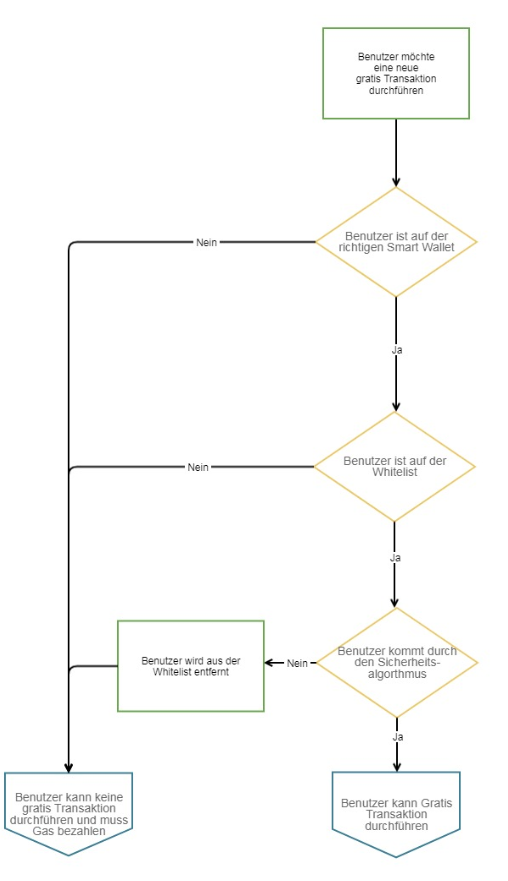 Benutzer möchte
eine neue
gratis Transaktion
durchführen
Benutzer ist auf der
richtigen Smart Wallet
Nein
Ja
Benutzer ist auf der
Whitelist
Nein
Ja
Benutzer kommt durch
den Sicherheits-
algorthmus
Nein
Benutzer wird aus der
Whitelist entfernt
Ja
Benutzer kann keine
gratis Transaktion
durchführen und muss
Gas bezahlen
Benutzer kann Gratis
Transaktion
durchführen